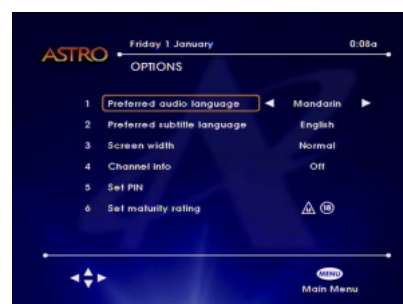 Friday 1 January 0:08a
ASTRO
OPTIONS
1 Preferred audio language Mandarin
2 Preferred subtitle language English
3 Screen width Normal
4 Channel info Off
5 Set PIN
6 Set maturity rating U 18
MENU
Main Menu